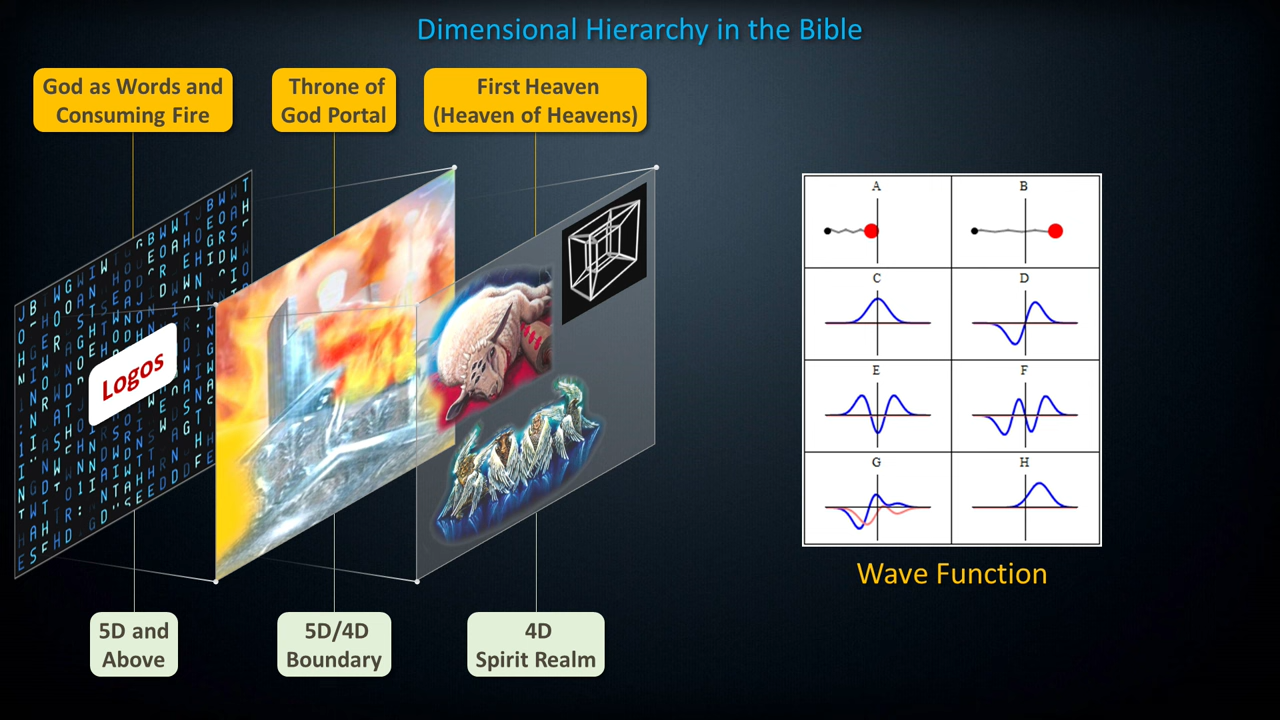 Dimensional Hierarchy in the Bible
God as Words and
Consuming Fire
Throne of
God Portal
First Heaven
(Heaven of Heavens)
Logos
A
B
C
D
E
F
G
H
Wave Function
5D and
Above
5D/4D
Boundary
4D
Spirit Realm